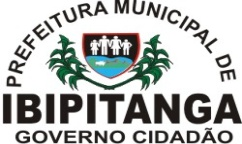 PREFEITURA MUNICIPAL DE
IBIPITANGA
GOVERNO CIDADÃO